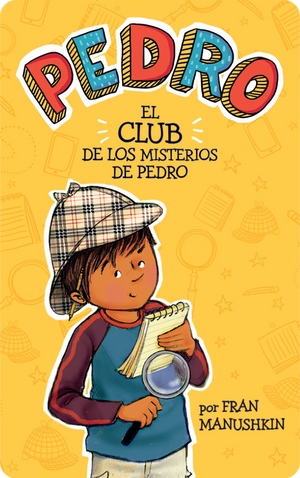 PEDRO
EL
CLUB
DE LOS MISTERIOS
DE PEDRO
por FRAN
MANUSHKIN